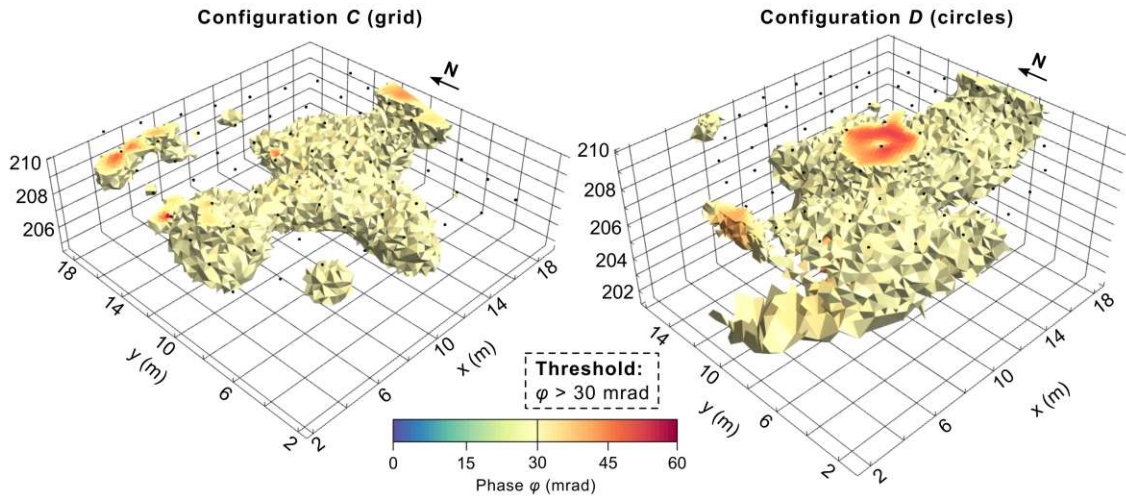 Configuration C (grid)
Configuration D (circles)
N
N
210
208
206
18
14
10
6
2
y (m)
2
6
10
14
18
x (m)
210
208
206
204
202
14
10
6
2
y (m)
2
6
10
14
18
x (m)
Threshold:
φ > 30 mrad
0
15
30
45
60
Phase φ (mrad)